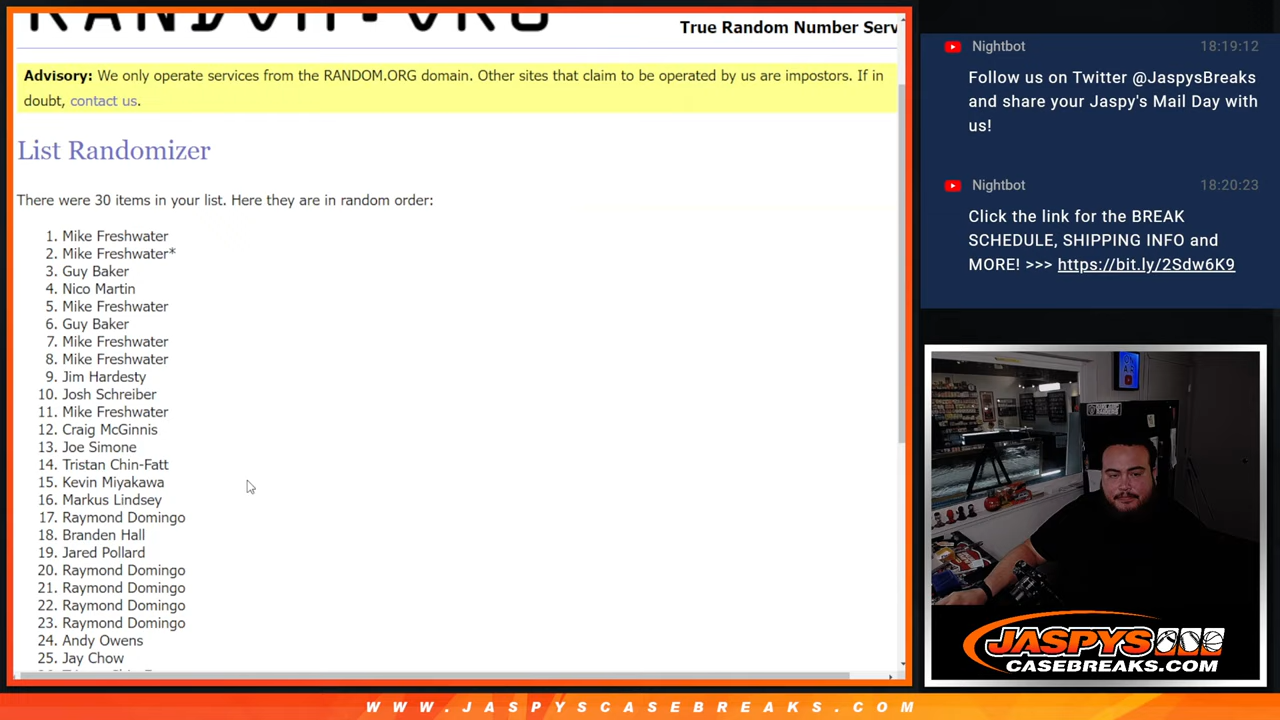 RANDOM.ORG
True Random Number Serv
Advisory: We only operate services from the RANDOM.ORG domain. Other sites that claim to be operated by us are impostors. If in
doubt, contact us.
List Randomizer
There were 30 items in your list. Here they are in random order:
1. Mike Freshwater
2. Mike Freshwater*
3. Guy Baker
4. Nico Martin
5. Mike Freshwater
6. Guy Baker
7. Mike Freshwater
8. Mike Freshwater
9. Jim Hardesty
10. Josh Schreiber
11. Mike Freshwater
12. Craig McGinnis
13. Joe Simone
14. Tristan Chin-Fatt
15. Kevin Miyakawa
16. Markus Lindsey
17. Raymond Domingo
18. Branden Hall
19. Jared Pollard
20. Raymond Domingo
21. Raymond Domingo
22. Raymond Domingo
23. Raymond Domingo
24. Andy Owens
25. Jay Chow
Nightbot 18:19:12
Follow us on Twitter @JaspysBreaks
and share your Jaspy's Mail Day with
us!
Nightbot 18:20:23
Click the link for the BREAK
SCHEDULE, SHIPPING INFO and
MORE! >>> https://bit.ly/2Sdw6K9
JASPYS
CASEBREAKS.COM
WWW.JASPYSCASEBREAKS.COM